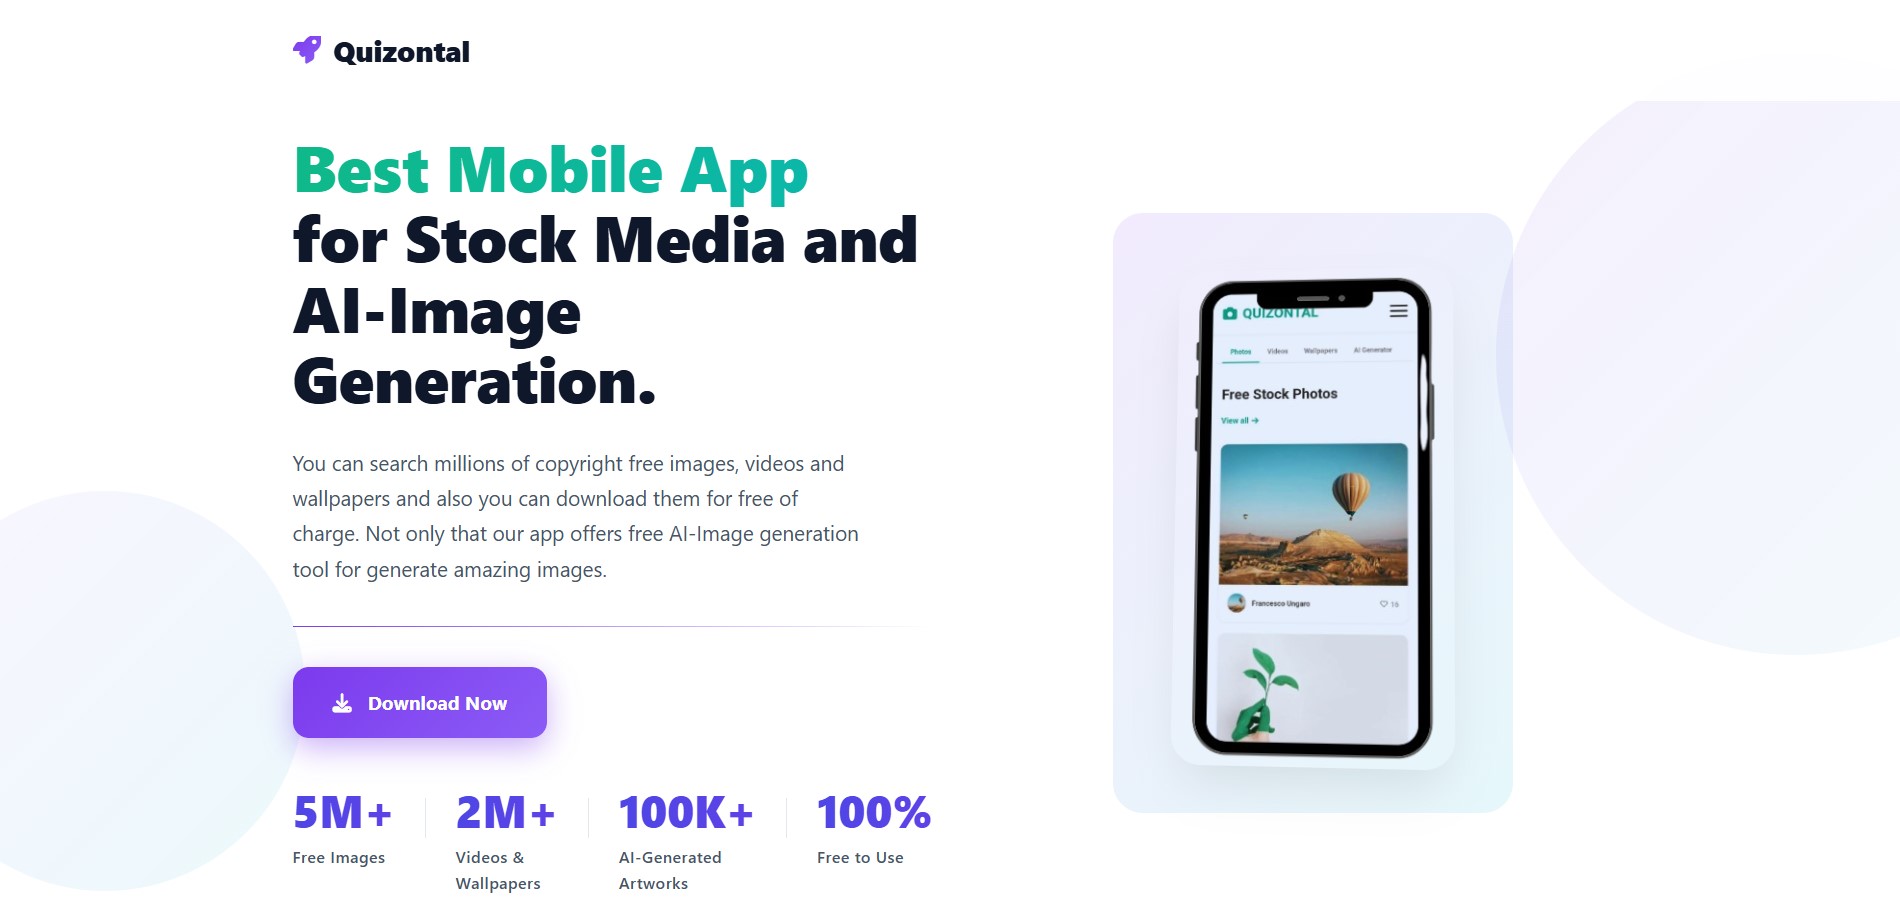 Quizontal
Best Mobile App
for Stock Media and
AI-Image
Generation.
You can search millions of copyright free images, videos and
wallpapers and also you can download them for free of
charge. Not only that our app offers free AI-Image generation
tool for generate amazing images.
Download Now
5M+
Free Images
2M+
Videos &
Wallpapers
100K+
AI-Generated
Artworks
100%
Free to Use
QUIZONTAL
Photos Videos Wallpapers AI Generator
Free Stock Photos
View all →
Francesco Ungaro
15